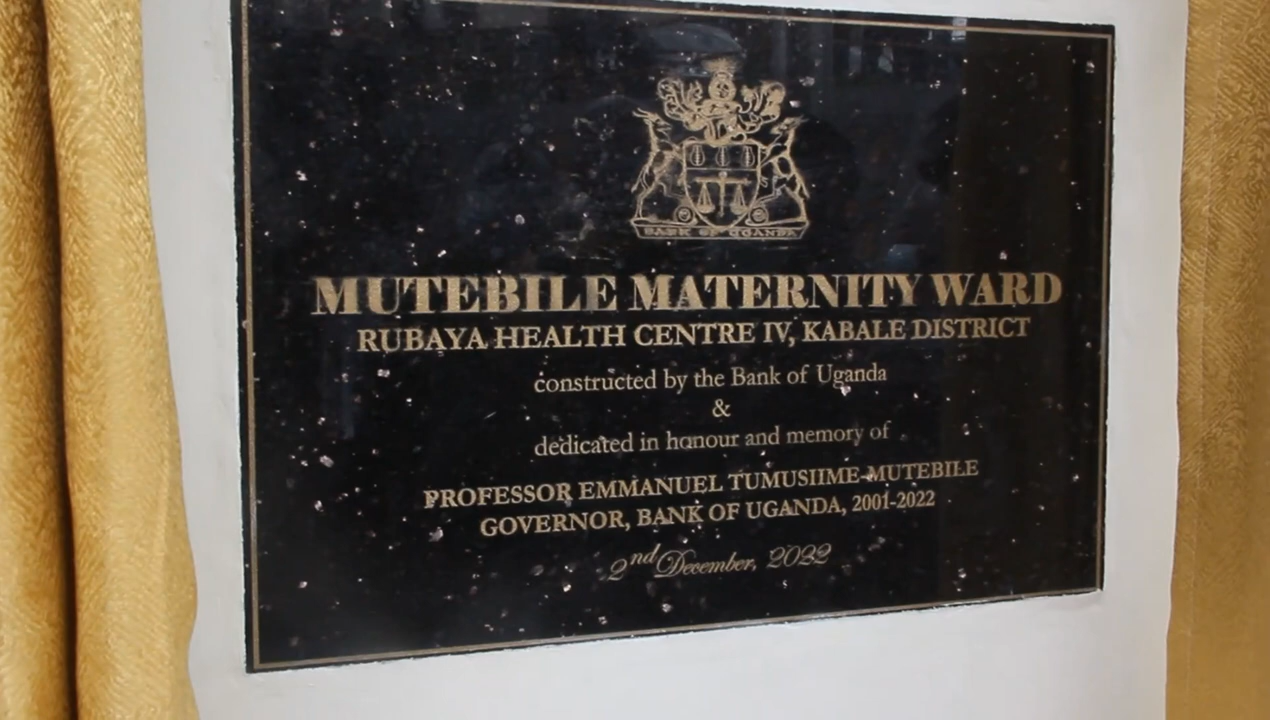 BANK OF UGANDA
MUTEBILE MATERNITY WARD
RUBAYA HEALTH CENTRE IV, KABALE DISTRICT
constructed by the Bank of Uganda
&
dedicated in honour and memory of
PROFESSOR EMMANUEL TUMUSIIME-MUTEBILE
GOVERNOR, BANK OF UGANDA, 2001-2022
2nd December, 2022